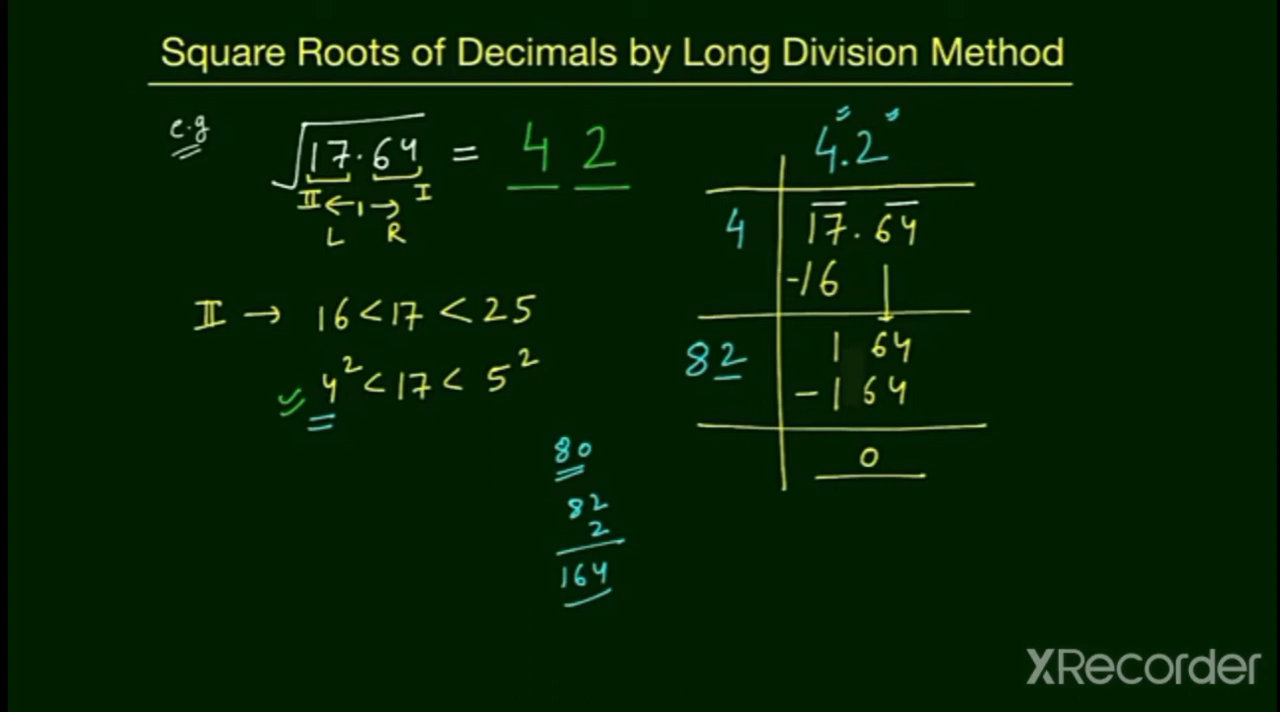 Square Roots of Decimals by Long Division Method
e.g
√17.64 = 4 2
II ← I → I
L R
II → 16 < 17 < 25
4² < 17 < 5²
80
82
2
164
4.2
4 17.64
-16
82 1 64
- 1 64
0
XRecorder